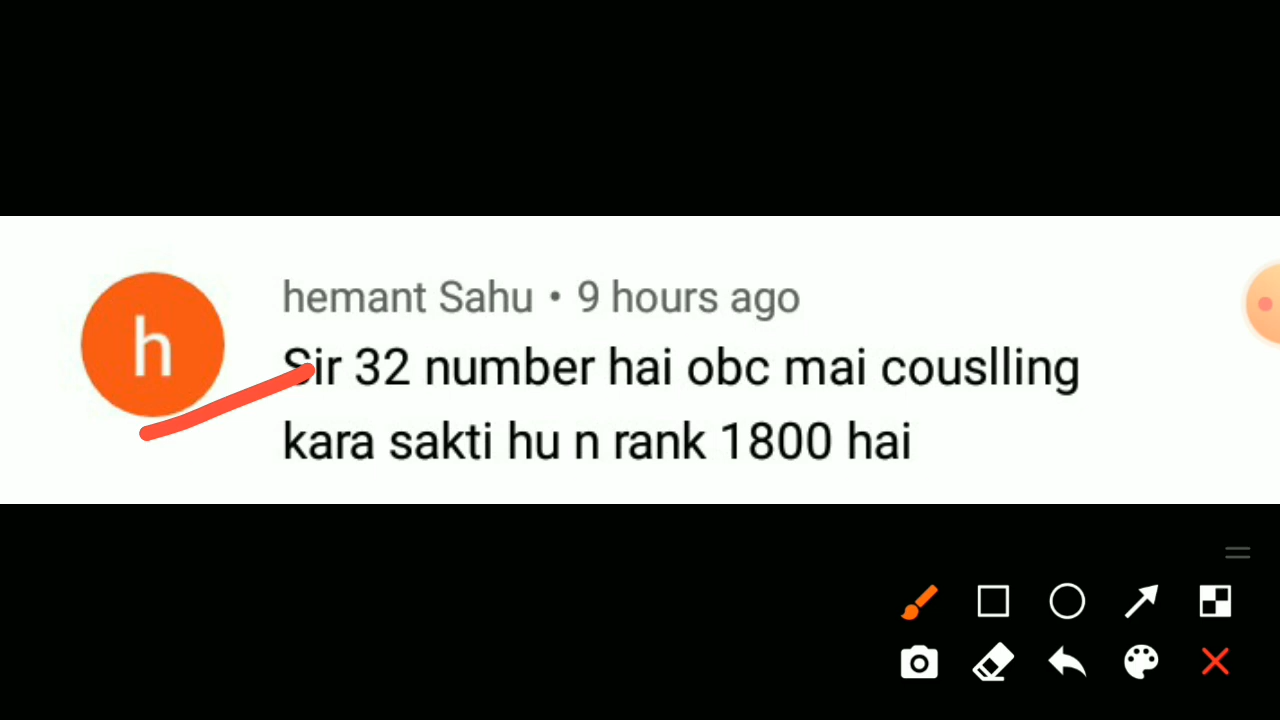 h
hemant Sahu • 9 hours ago
Sir 32 number hai obc mai couslling
kara sakti hu n rank 1800 hai